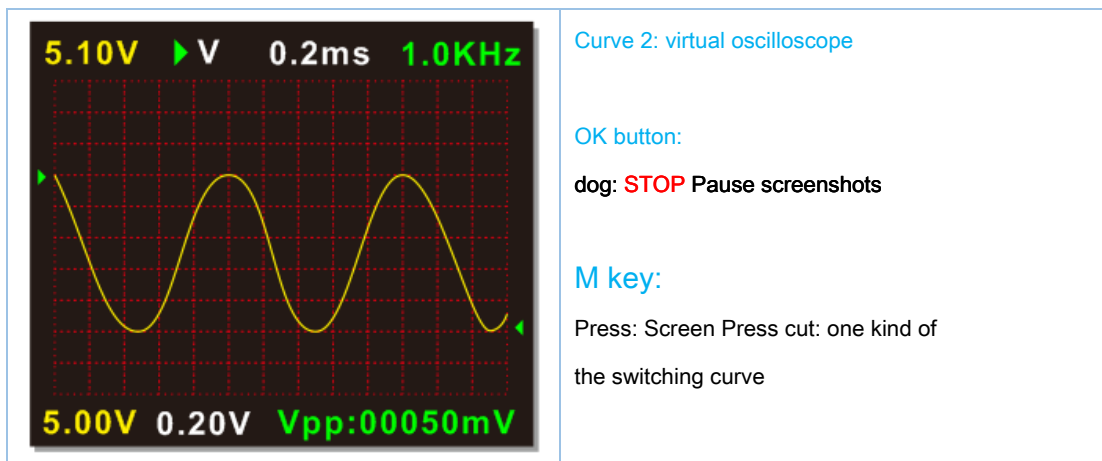 5.10V V 0.2ms 1.0KHz
5.00V 0.20V Vpp:00050mV
Curve 2: virtual oscilloscope
OK button:
dog: STOP Pause screenshots
M key:
Press: Screen Press cut: one kind of
the switching curve